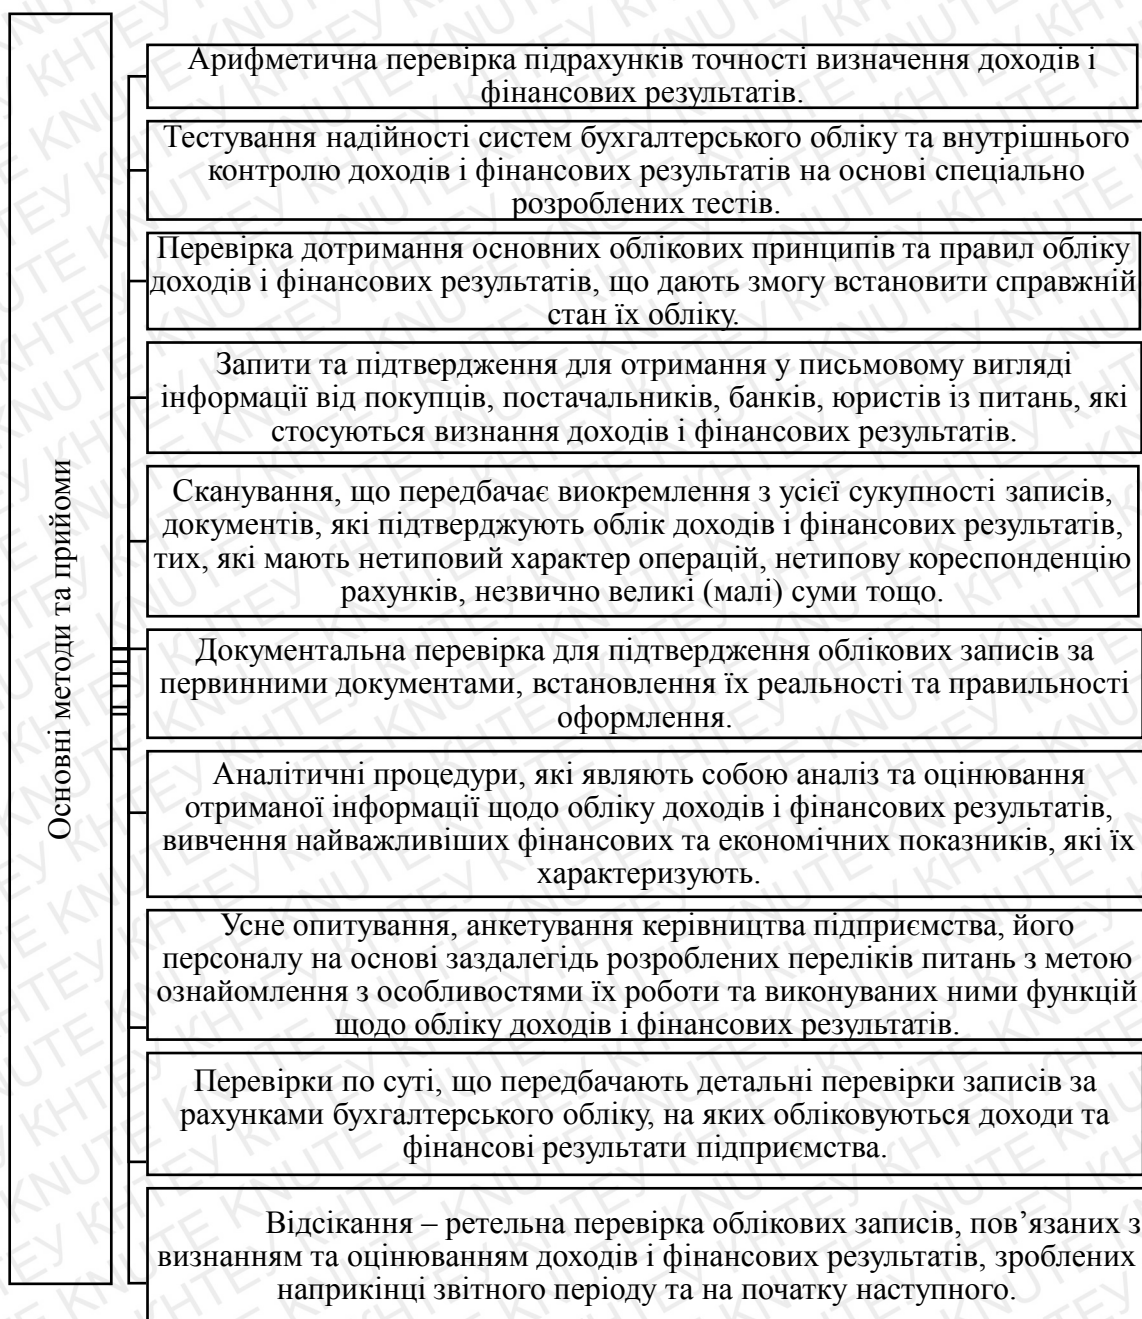 Основні методи та прийоми
Арифметична перевірка підрахунків точності визначення доходів і
фінансових результатів.
Тестування надійності систем бухгалтерського обліку та внутрішнього
контролю доходів і фінансових результатів на основі спеціально
розроблених тестів.
Перевірка дотримання основних облікових принципів та правил обліку
доходів і фінансових результатів, що дають змогу встановити справжній
стан їх обліку.
Запити та підтвердження для отримання у письмовому вигляді
інформації від покупців, постачальників, банків, юристів із питань, які
стосуються визнання доходів і фінансових результатів.
Сканування, що передбачає виокремлення з усієї сукупності записів,
документів, які підтверджують облік доходів і фінансових результатів,
тих, які мають нетиповий характер операцій, нетипову кореспонденцію
рахунків, незвично великі (малі) суми тощо.
Документальна перевірка для підтвердження облікових записів за
первинними документами, встановлення їх реальності та правильності
оформлення.
Аналітичні процедури, які являють собою аналіз та оцінювання
отриманої інформації щодо обліку доходів і фінансових результатів,
вивчення найважливіших фінансових та економічних показників, які їх
характеризують.
Усне опитування, анкетування керівництва підприємства, його
персоналу на основі заздалегідь розроблених переліків питань з метою
ознайомлення з особливостями їх роботи та виконуваних ними функцій
щодо обліку доходів і фінансових результатів.
Перевірки по суті, що передбачають детальні перевірки записів за
рахунками бухгалтерського обліку, на яких обліковуються доходи та
фінансові результати підприємства.
Відсікання – ретельна перевірка облікових записів, пов’язаних з
визнанням та оцінюванням доходів і фінансових результатів, зроблених
наприкінці звітного періоду та на початку наступного.